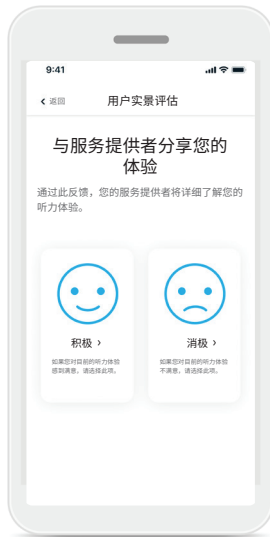 9:41
返回
用户实景评估
与服务提供者分享您的
体验
通过此反馈，您的服务提供者将详细了解您的
听力体验。
积极
消极
如果您对目前的听力体验
感到满意，请选择此项。
如果您对目前的听力体验
不满意，请选择此项。